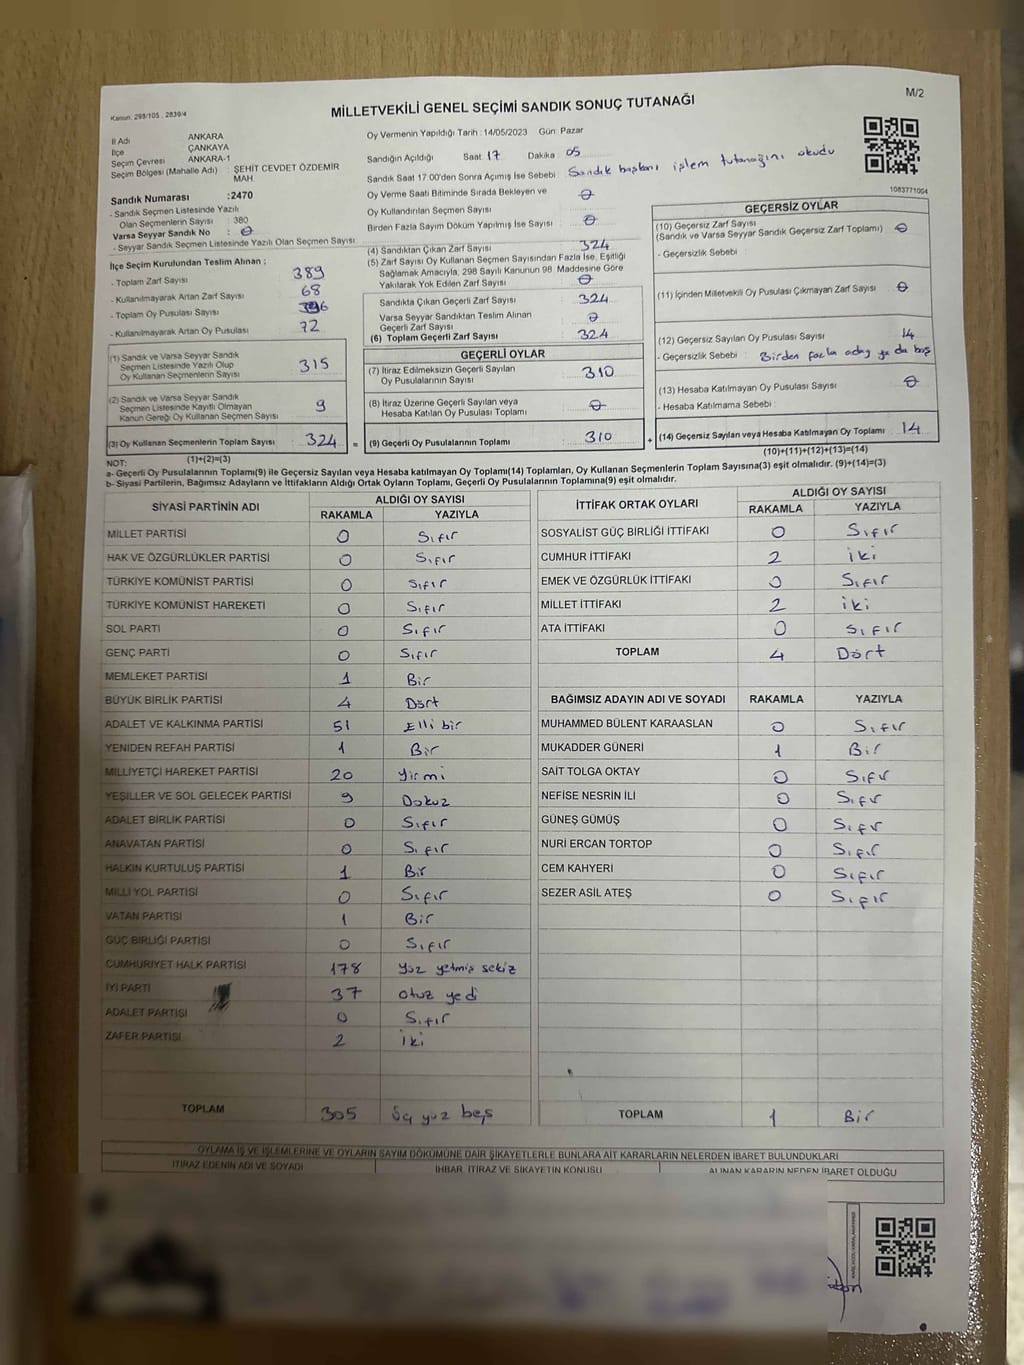 M/2
Kanun: 298/105 , 2839/4
MİLLETVEKİLİ GENEL SEÇİMİ SANDIK SONUÇ TUTANAĞI
İl Adı ANKARA
İlçe ÇANKAYA
Seçim Çevresi ANKARA-1
Seçim Bölgesi (Mahalle Adı) : ŞEHİT CEVDET ÖZDEMİR MAH
Sandık Numarası :2470
- Sandık Seçmen Listesinde Yazılı
Olan Seçmenlerin Sayısı : 380
Varsa Seyyar Sandık No : 0
- Seyyar Sandık Seçmen Listesinde Yazılı Olan Seçmen Sayısı
Oy Vermenin Yapıldığı Tarih : 14/05/2023 Gün: Pazar
Sandığın Açıldığı Saat: 17 Dakika : 05
Sandık Saat 17.00'den Sonra Açımış İse Sebebi : Sandık başkanı işlem tutanağını okudu
Oy Verme Saati Bitiminde Sırada Bekleyen ve 0
Oy Kullandırılan Seçmen Sayısı
Birden Fazla Sayım Döküm Yapılmış İse Sayısı : 0
1083771054
İlçe Seçim Kurulundan Teslim Alınan ;
- Toplam Zarf Sayısı 389
- Kullanılmayarak Artan Zarf Sayısı 68
- Toplam Oy Pusulası Sayısı
- Kullanılmayarak Artan Oy Pusulası 72
(1) Sandık ve Varsa Seyyar Sandık
Seçmen Listesinde Yazılı Olup
Oy Kullanan Seçmenlerin Sayısı 315
(2) Sandık ve Varsa Seyyar Sandık
Seçmen Listesinde Kayıtlı Olmayan
Kanun Gereği Oy Kullanan Seçmen Sayısı 9
(3) Oy Kullanan Seçmenlerin Toplam Sayısı : 324
(1)+(2)=(3)
(4) Sandıktan Çıkan Zarf Sayısı 324
(5) Zarf Sayısı Oy Kullanan Seçmen Sayısından Fazla İse, Eşitliği
Sağlamak Amacıyla, 298 Sayılı Kanunun 98. Maddesine Göre
Yakılarak Yok Edilen Zarf Sayısı 0
Sandıkta Çıkan Geçerli Zarf Sayısı 324
Varsa Seyyar Sandıktan Teslim Alınan
Geçerli Zarf Sayısı 0
(6) Toplam Geçerli Zarf Sayısı 324
GEÇERLİ OYLAR
(7) İtiraz Edilmeksizin Geçerli Sayılan
Oy Pusulalarının Sayısı 310
(8) İtiraz Üzerine Geçerli Sayılan veya
Hesaba Katılan Oy Pusulası Toplamı 0
= (9) Geçerli Oy Pusulalarının Toplamı 310
GEÇERSİZ OYLAR
(10) Geçersiz Zarf Sayısı
(Sandık ve Varsa Seyyar Sandık Geçersiz Zarf Toplamı) 0
- Geçersizlik Sebebi :
(11) İçinden Milletvekili Oy Pusulası Çıkmayan Zarf Sayısı 0
(12) Geçersiz Sayılan Oy Pusulası Sayısı 14
- Geçersizlik Sebebi : Birden fazla aday ya da boş
(13) Hesaba Katılmayan Oy Pusulası Sayısı 0
- Hesaba Katılmama Sebebi :
+ (14) Geçersiz Sayılan veya Hesaba Katılmayan Oy Toplamı 14
(10)+(11)+(12)+(13)=(14)
NOT:
a- Geçerli Oy Pusulalarının Toplamı(9) ile Geçersiz Sayılan veya Hesaba katılmayan Oy Toplamı(14) Toplamları, Oy Kullanan Seçmenlerin Toplam Sayısına(3) eşit olmalıdır. (9)+(14)=(3)
b- Siyasi Partilerin, Bağımsız Adayların ve İttifakların Aldığı Ortak Oyların Toplamı, Geçerli Oy Pusulalarının Toplamına(9) eşit olmalıdır.
SİYASİ PARTİNİN ADI ALDIĞI OY SAYISI
RAKAMLA YAZIYLA
MİLLET PARTİSİ 0 Sıfır
HAK VE ÖZGÜRLÜKLER PARTİSİ 0 Sıfır
TÜRKİYE KOMÜNİST PARTİSİ 0 Sıfır
TÜRKİYE KOMÜNİST HAREKETİ 0 Sıfır
SOL PARTİ 0 Sıfır
GENÇ PARTİ 0 Sıfır
MEMLEKET PARTİSİ 1 Bir
BÜYÜK BİRLİK PARTİSİ 4 Dört
ADALET VE KALKINMA PARTİSİ 51 Elli bir
YENİDEN REFAH PARTİSİ 1 Bir
MİLLİYETÇİ HAREKET PARTİSİ 20 Yirmi
YEŞİLLER VE SOL GELECEK PARTİSİ 9 Dokuz
ADALET BİRLİK PARTİSİ 0 Sıfır
ANAVATAN PARTİSİ 0 Sıfır
HALKIN KURTULUŞ PARTİSİ 1 Bir
MİLLİ YOL PARTİSİ 0 Sıfır
VATAN PARTİSİ 1 Bir
GÜÇ BİRLİĞİ PARTİSİ 0 Sıfır
CUMHURİYET HALK PARTİSİ 178 Yüz yetmiş sekiz
İYİ PARTİ 37 Otuz yedi
ADALET PARTİSİ 0 Sıfır
ZAFER PARTİSİ 2 İki
TOPLAM 305 Üç yüz beş
İTTİFAK ORTAK OYLARI ALDIĞI OY SAYISI
RAKAMLA YAZIYLA
SOSYALİST GÜÇ BİRLİĞİ İTTİFAKI 0 Sıfır
CUMHUR İTTİFAKI 2 iki
EMEK VE ÖZGÜRLÜK İTTİFAKI 0 Sıfır
MİLLET İTTİFAKI 2 iki
ATA İTTİFAKI 0 Sıfır
TOPLAM 4 Dört
BAĞIMSIZ ADAYIN ADI VE SOYADI RAKAMLA YAZIYLA
MUHAMMED BÜLENT KARAASLAN 0 Sıfır
MUKADDER GÜNERİ 1 Bir
SAİT TOLGA OKTAY 0 Sıfır
NEFİSE NESRİN İLİ 0 Sıfır
GÜNEŞ GÜMÜŞ 0 Sıfır
NURİ ERCAN TORTOP 0 Sıfır
CEM KAHYERİ 0 Sıfır
SEZER ASİL ATEŞ 0 Sıfır
TOPLAM 1 Bir
OYLAMA İŞ VE İŞLEMLERİNE VE OYLARIN SAYIM DÖKÜMÜNE DAİR ŞİKAYETLERLE BUNLARA AİT KARARLARIN NELERDEN İBARET BULUNDUKLARI
İTİRAZ EDENİN ADI VE SOYADI İHBAR, İTİRAZ VE ŞİKAYETİN KONUSU ALINAN KARARIN NEDEN İBARET OLDUĞU